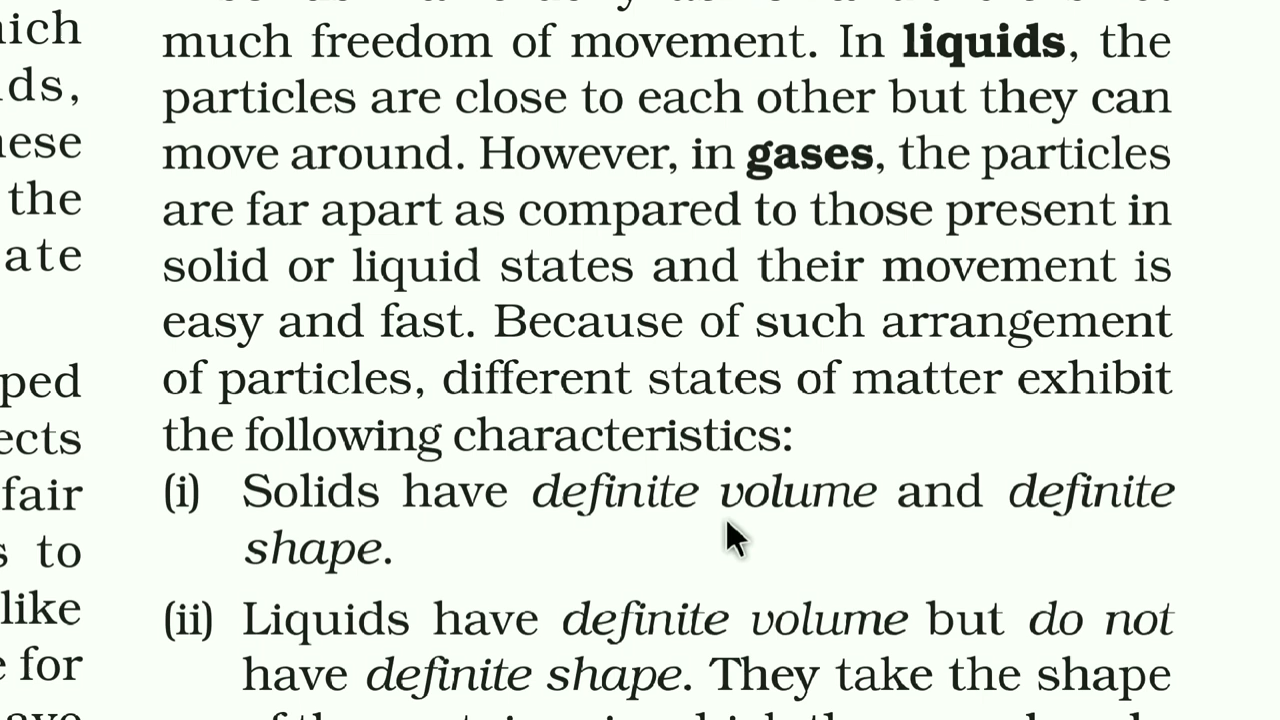 much freedom of movement. In liquids, the
particles are close to each other but they can
move around. However, in gases, the particles
are far apart as compared to those present in
solid or liquid states and their movement is
easy and fast. Because of such arrangement
of particles, different states of matter exhibit
the following characteristics:
(i) Solids have definite volume and definite
shape.
(ii) Liquids have definite volume but do not
have definite shape. They take the shape